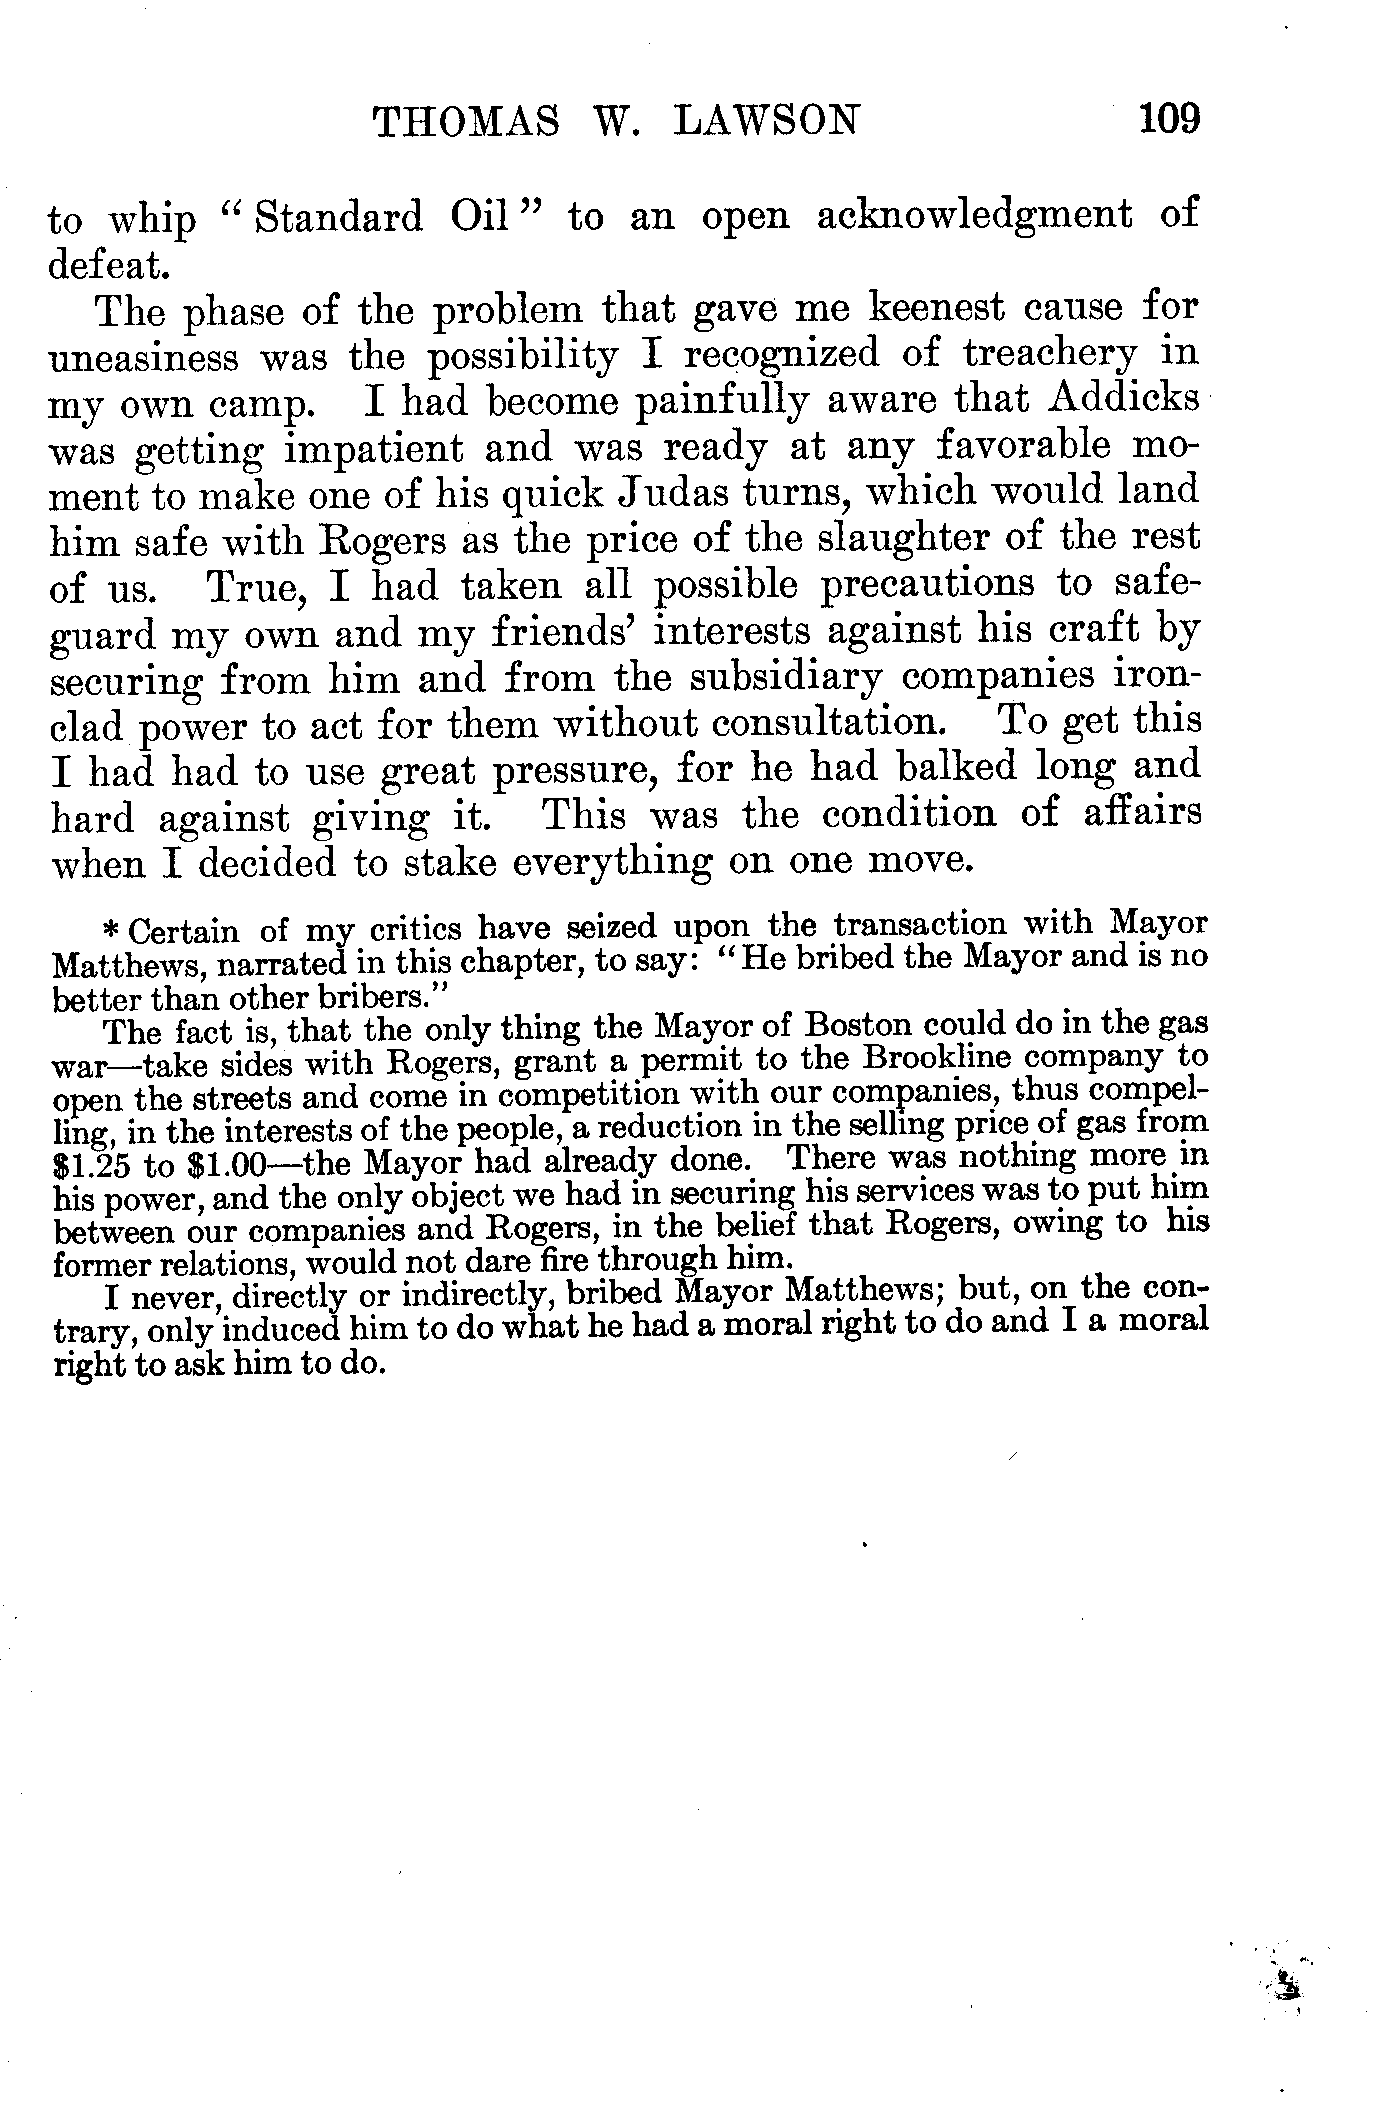 THOMAS W. LAWSON 109
to whip “ Standard Oil ” to an open acknowledgment of
defeat.
The phase of the problem that gave me keenest cause for
uneasiness was the possibility I recognized of treachery in
my own camp. I had become painfully aware that Addicks
was getting impatient and was ready at any favorable mo-
ment to make one of his quick Judas turns, which would land
him safe with Rogers as the price of the slaughter of the rest
of us. True, I had taken all possible precautions to safe-
guard my own and my friends’ interests against his craft by
securing from him and from the subsidiary companies iron-
clad power to act for them without consultation. To get this
I had had to use great pressure, for he had balked long and
hard against giving it. This was the condition of affairs
when I decided to stake everything on one move.
* Certain of my critics have seized upon the transaction with Mayor
Matthews, narrated in this chapter, to say: “He bribed the Mayor and is no
better than other bribers.”
The fact is, that the only thing the Mayor of Boston could do in the gas
war—take sides with Rogers, grant a permit to the Brookline company to
open the streets and come in competition with our companies, thus compel-
ling, in the interests of the people, a reduction in the selling price of gas from
$1.25 to $1.00—the Mayor had already done. There was nothing more in
his power, and the only object we had in securing his services was to put him
between our companies and Rogers, in the belief that Rogers, owing to his
former relations, would not dare fire through him.
I never, directly or indirectly, bribed Mayor Matthews; but, on the con-
trary, only induced him to do what he had a moral right to do and I a moral
right to ask him to do.